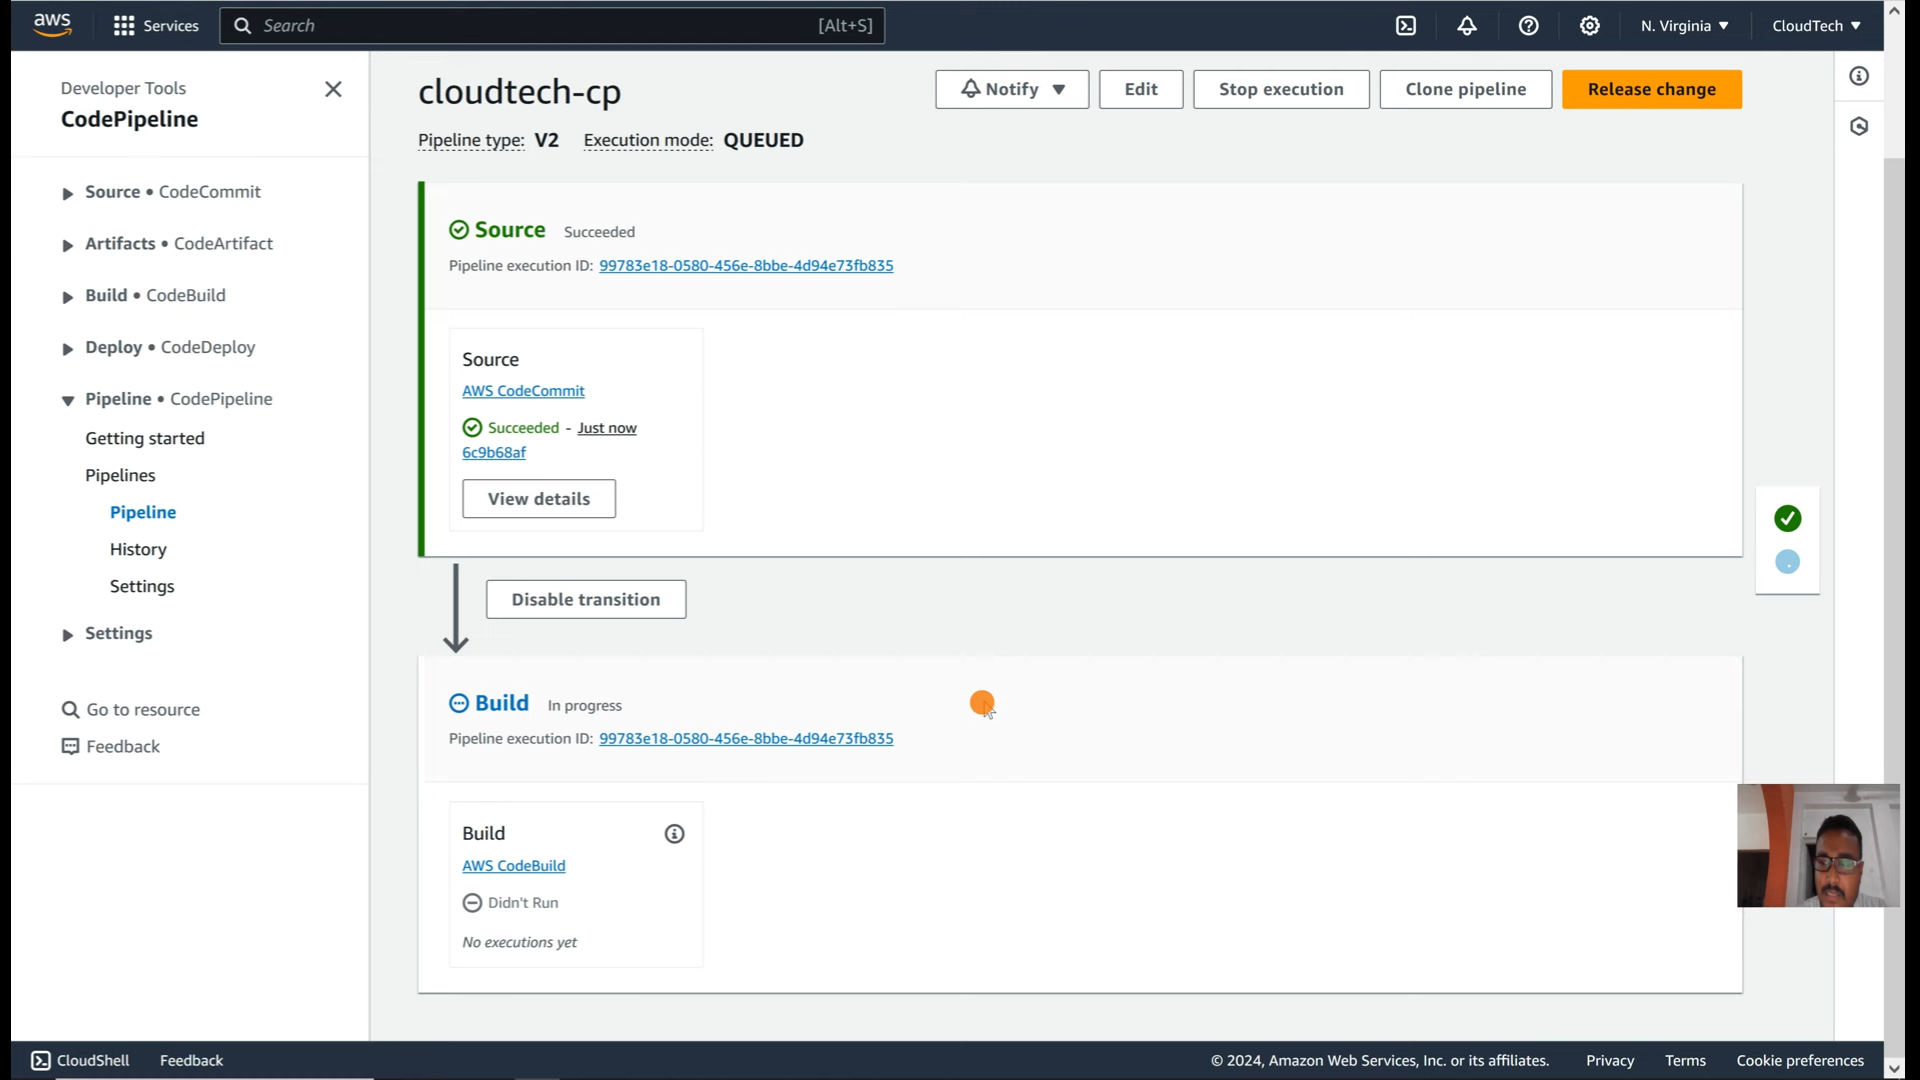 aws
Services
Search
[Alt+S]
N. Virginia
CloudTech
Developer Tools
CodePipeline
Source • CodeCommit
Artifacts • CodeArtifact
Build • CodeBuild
Deploy • CodeDeploy
Pipeline • CodePipeline
Getting started
Pipelines
Pipeline
History
Settings
Settings
Go to resource
Feedback
cloudtech-cp
Notify
Edit
Stop execution
Clone pipeline
Release change
Pipeline type: V2 Execution mode: QUEUED
Source Succeeded
Pipeline execution ID: 99783e18-0580-456e-8bbe-4d94e73fb835
Source
AWS CodeCommit
Succeeded - Just now
6c9b68af
View details
Disable transition
Build In progress
Pipeline execution ID: 99783e18-0580-456e-8bbe-4d94e73fb835
Build
AWS CodeBuild
Didn't Run
No executions yet
CloudShell
Feedback
© 2024, Amazon Web Services, Inc. or its affiliates.
Privacy
Terms
Cookie preferences